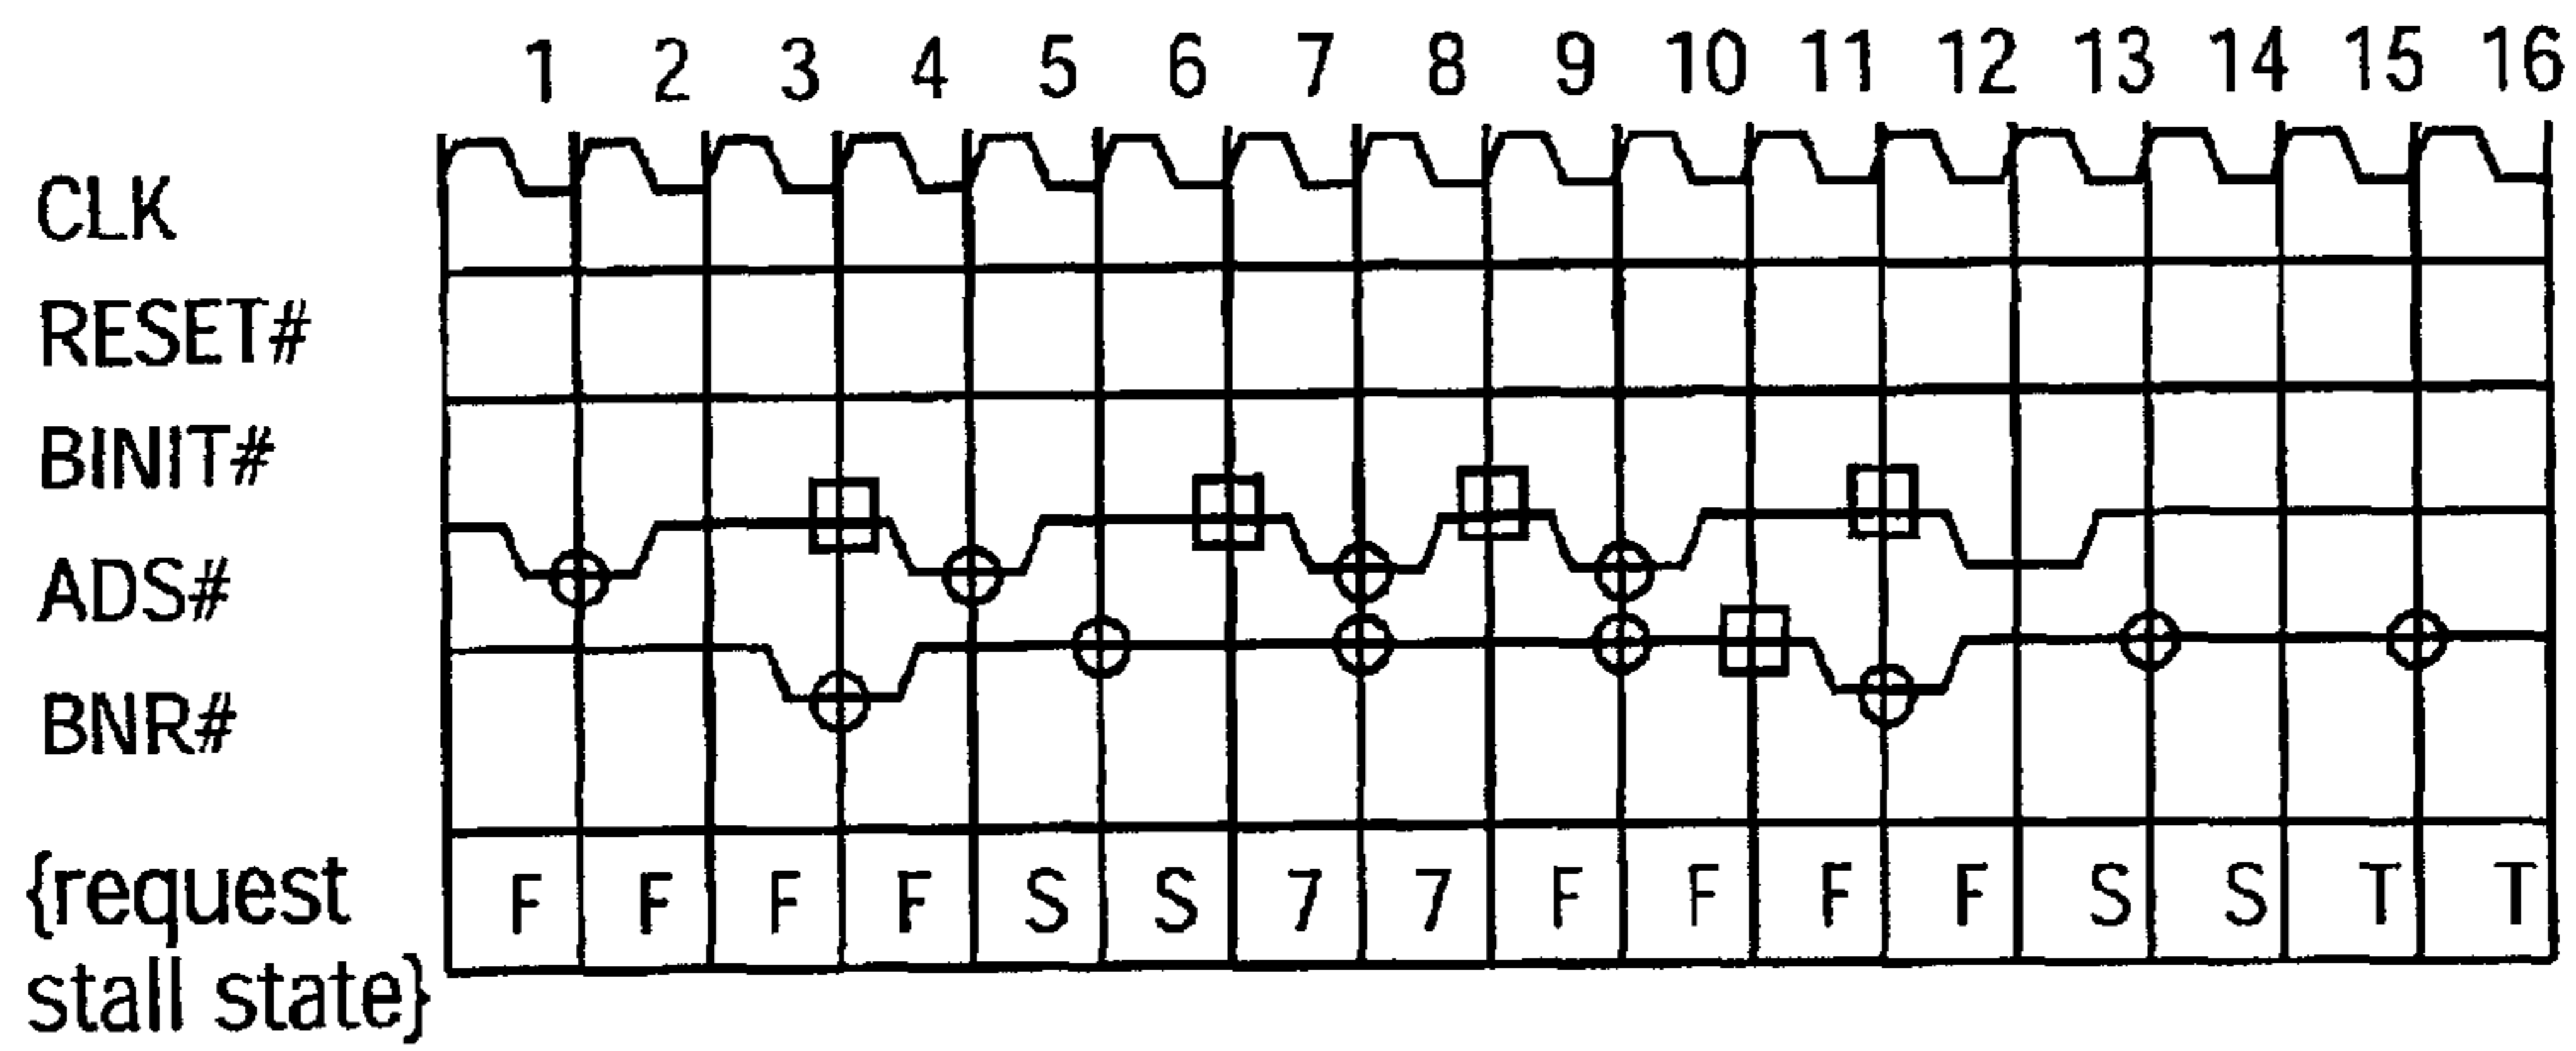 1 2 3 4 5 6 7 8 9 10 11 12 13 14 15 16
CLK
RESET#
BINIT#
ADS#
BNR#
{request
stall state}
F F F F S S 7 7 F F F F S S T T